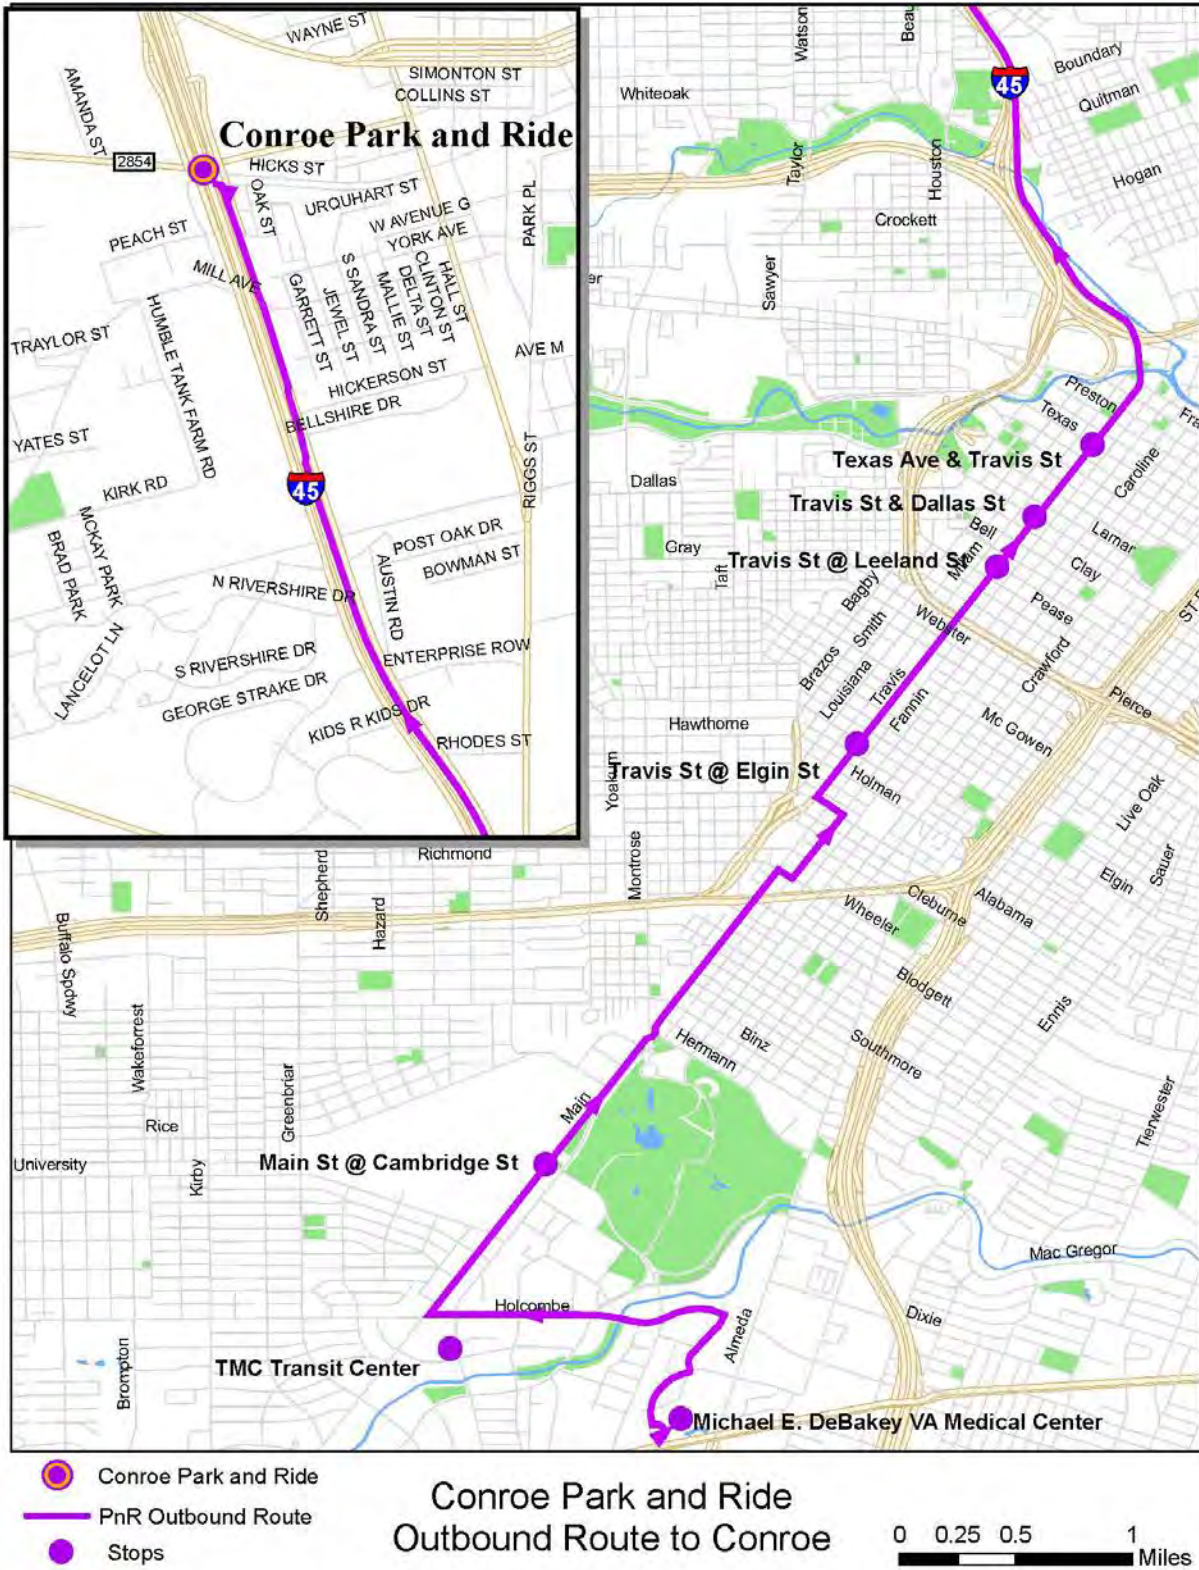 WAYNE ST
SIMONTON ST
COLLINS ST
AMANDA ST
Conroe Park and Ride
2854
HICKS ST
OAK ST
URQUHART ST
W AVENUE G
YORK AVE
PARK PL
PEACH ST
MILL AVE
HALL ST
CLINTON ST
DELTA ST
MALLIE ST
S SANDRA ST
JEWEL ST
GARRETT ST
HUMBLE TANK FARM RD
TRAYLOR ST
AVE M
HICKERSON ST
BELLSHIRE DR
YATES ST
RIGGS ST
KIRK RD
45
MCKAY PARK
BRAD PARK
POST OAK DR
BOWMAN ST
AUSTIN RD
N RIVERSHIRE DR
LANCELOT LN
S RIVERSHIRE DR
ENTERPRISE ROW
GEORGE STRAKE DR
KIDS R KIDS DR
RHODES ST
Watson
Beau
Boundary
45
Whiteoak
Quitman
Taylor
Houston
Hogan
Crockett
Sawyer
er
Preston
Texas
Fra
Texas Ave & Travis St
Caroline
Dallas
Travis St & Dallas St
Bell
Lamar
Gray
Travis St @ Leeland St
Milam
Clay
Taft
Bagby
Pease
ST E
Smith
Webster
Brazos
Louisiana
Travis
Fannin
Crawford
Pierce
Hawthorne
Mc Gowen
Yoakum
Travis St @ Elgin St
Holman
Live Oak
Richmond
Montrose
Sauer
Shepherd
Hazard
Elgin
Alabama
Cleburne
Wheeler
Buffalo Spdwy
Blodgett
Ennis
Wakeforrest
Binz
Hermann
Southmore
Greenbriar
Main
Tierwester
Rice
University
Kirby
Main St @ Cambridge St
Mac Gregor
Holcombe
Dixie
Almeda
TMC Transit Center
Brompton
Michael E. DeBakey VA Medical Center
Conroe Park and Ride
PnR Outbound Route
Stops
Conroe Park and Ride
Outbound Route to Conroe
0 0.25 0.5 1
Miles